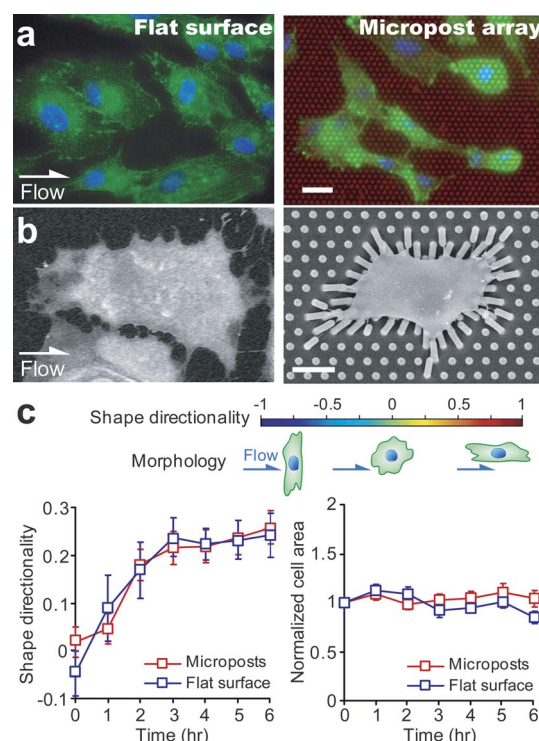 a
Flat surface
Micropost array
Flow
b
Flow
c
Shape directionality
-1 -0.5 0 0.5 1
Morphology
Flow
Shape directionality
0.3
0.2
0.1
0
-0.1
Microposts
Flat surface
0 1 2 3 4 5 6
Time (hr)
Normalized cell area
2
1.5
1
0.5
0
Microposts
Flat surface
0 1 2 3 4 5 6
Time (hr)